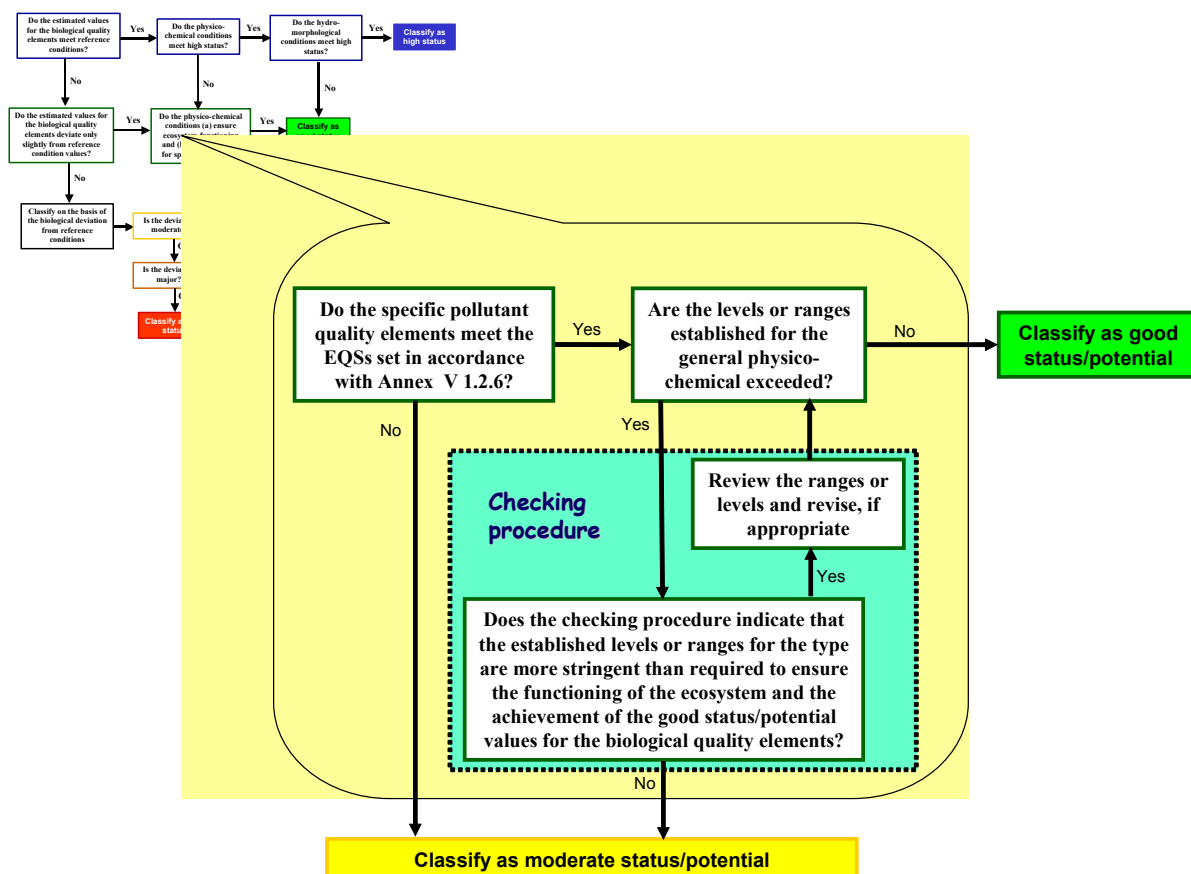 Do the estimated values
for the biological quality
elements meet reference
conditions?
Yes
Do the physico-
chemical conditions
meet high status?
Yes
Do the hydro-
morphological
conditions meet high
status?
Yes
Classify as
high status
No
No
No
Do the estimated values for
the biological quality
elements deviate only
slightly from reference
condition values?
Yes
Do the physico-chemical
conditions (a) ensure
ecosystem functioning
and
for
Yes
Classify as
good status
No
Classify on the basis of
the biological deviation
from reference
conditions
Is the
moderate
Is the
major?
Classify as
Do the specific pollutant
quality elements meet the
EQSs set in accordance
with Annex V 1.2.6?
Yes
Are the levels or ranges
established for the
general physico-
chemical exceeded?
No
Classify as good
status/potential
No
Yes
Checking
procedure
Review the ranges or
levels and revise, if
appropriate
Yes
Does the checking procedure indicate that
the established levels or ranges for the type
are more stringent than required to ensure
the functioning of the ecosystem and the
achievement of the good status/potential
values for the biological quality elements?
No
Classify as moderate status/potential